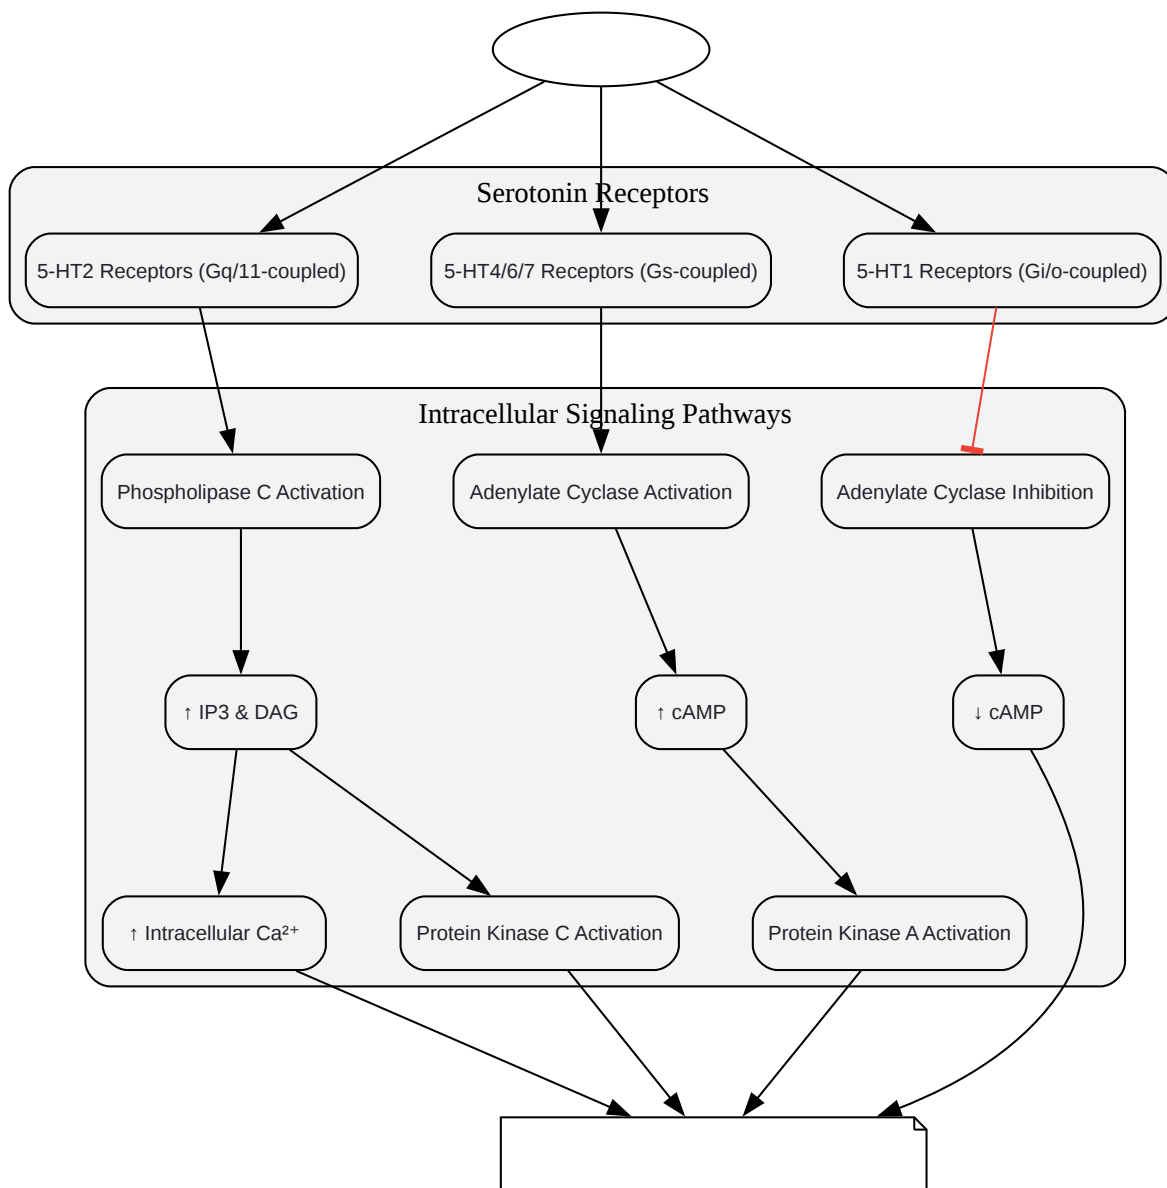 Serotonin Receptors
5-HT2 Receptors (Gq/11-coupled)
5-HT4/6/7 Receptors (Gs-coupled)
5-HT1 Receptors (Gi/o-coupled)
Intracellular Signaling Pathways
Phospholipase C Activation
Adenylate Cyclase Activation
Adenylate Cyclase Inhibition
↑ IP3 & DAG
↑ cAMP
↓ cAMP
↑ Intracellular Ca²⁺
Protein Kinase C Activation
Protein Kinase A Activation